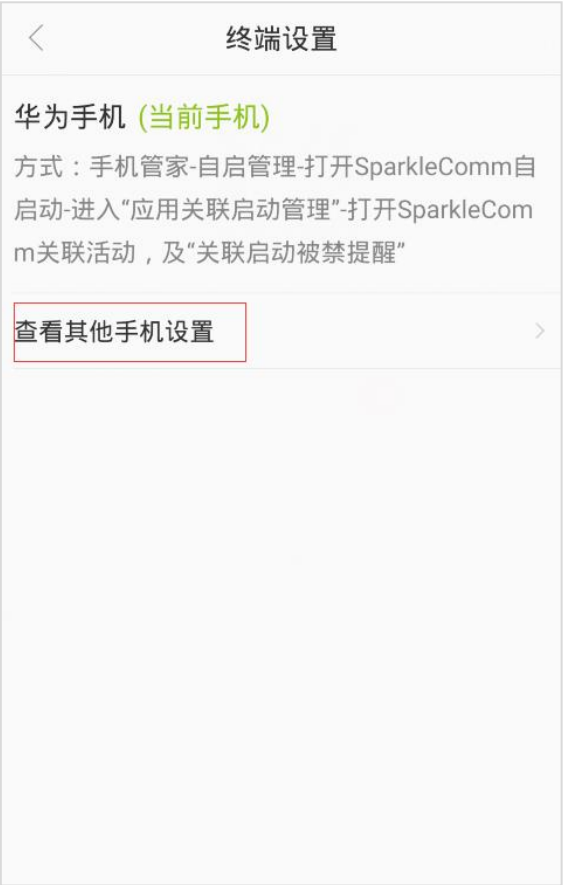 终端设置
华为手机 (当前手机)
方式：手机管家-自启管理-打开SparkleComm自
启动-进入“应用关联启动管理”-打开SparkleCom
m关联活动，及“关联启动被禁提醒”
查看其他手机设置